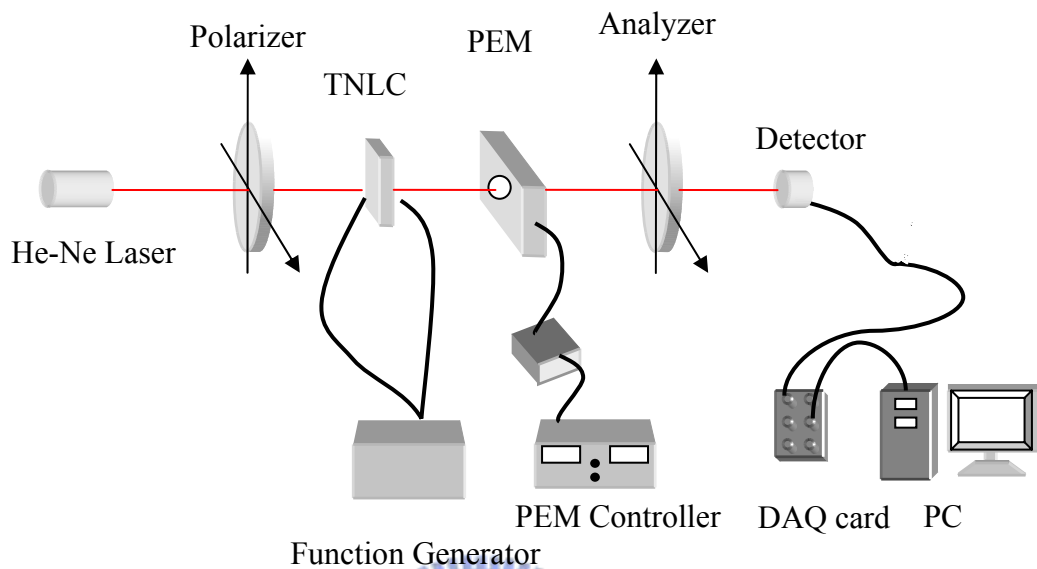 Polarizer
TNLC
PEM
Analyzer
Detector
He-Ne Laser
Function Generator
PEM Controller
DAQ card
PC